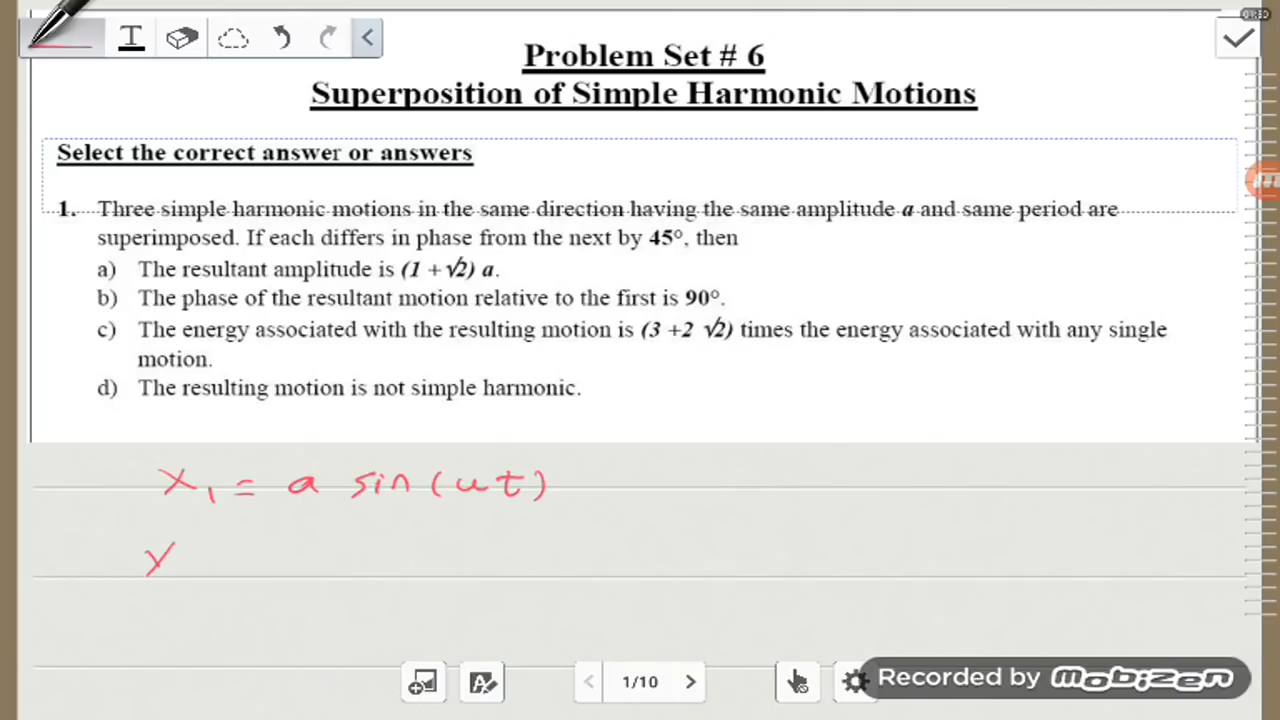 T
Problem Set # 6
Superposition of Simple Harmonic Motions
Select the correct answer or answers
1. Three simple harmonic motions in the same direction having the same amplitude a and same period are
superimposed. If each differs in phase from the next by 45°, then
a) The resultant amplitude is (1 + √2) a.
b) The phase of the resultant motion relative to the first is 90°.
c) The energy associated with the resulting motion is (3 +2 √2) times the energy associated with any single
motion.
d) The resulting motion is not simple harmonic.
x₁ = a sin(ωt)
x
1/10
Recorded by mobizen